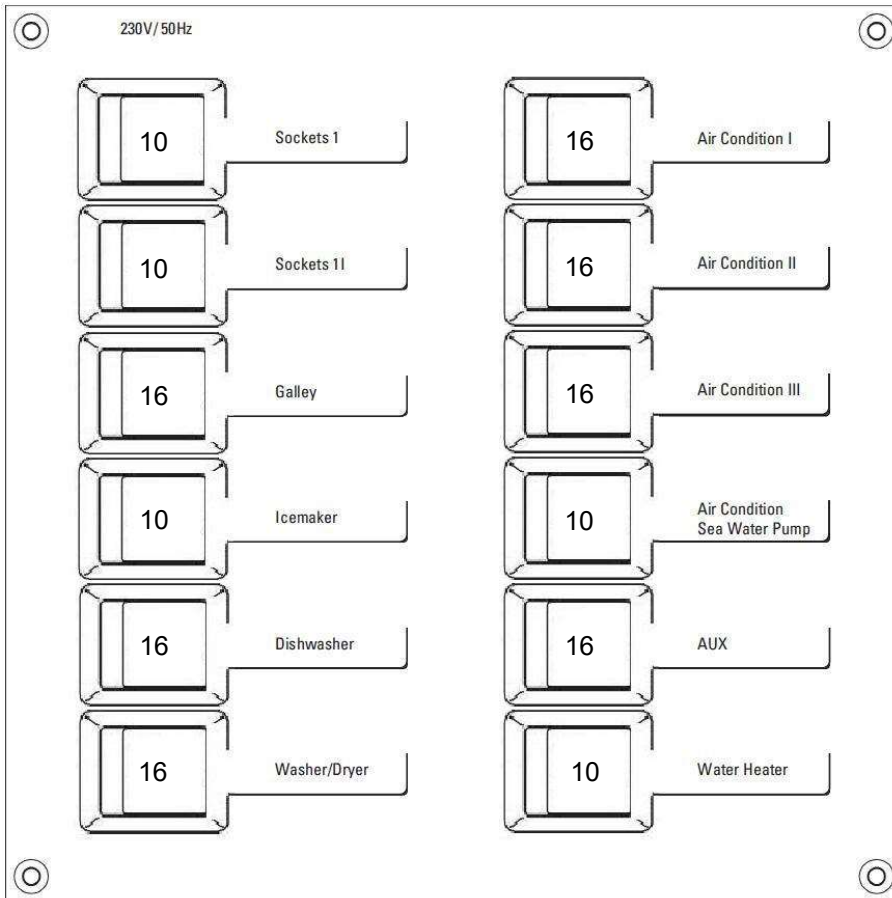 230V/50Hz
10 Sockets 1
10 Sockets 1I
16 Galley
10 Icemaker
16 Dishwasher
16 Washer/Dryer
16 Air Condition I
16 Air Condition II
16 Air Condition III
10 Air Condition
Sea Water Pump
16 AUX
10 Water Heater